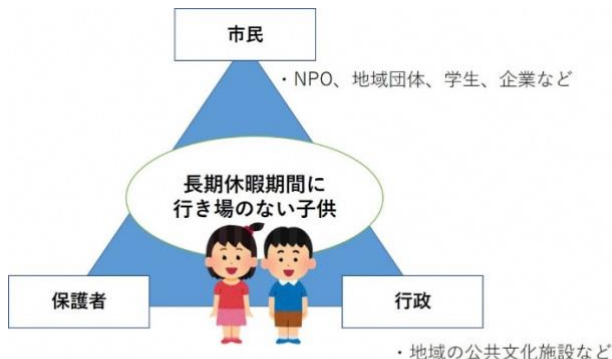 市民
・NPO、地域団体、学生、企業など
長期休暇期間に
行き場のない子供
保護者
行政
・地域の公共文化施設など